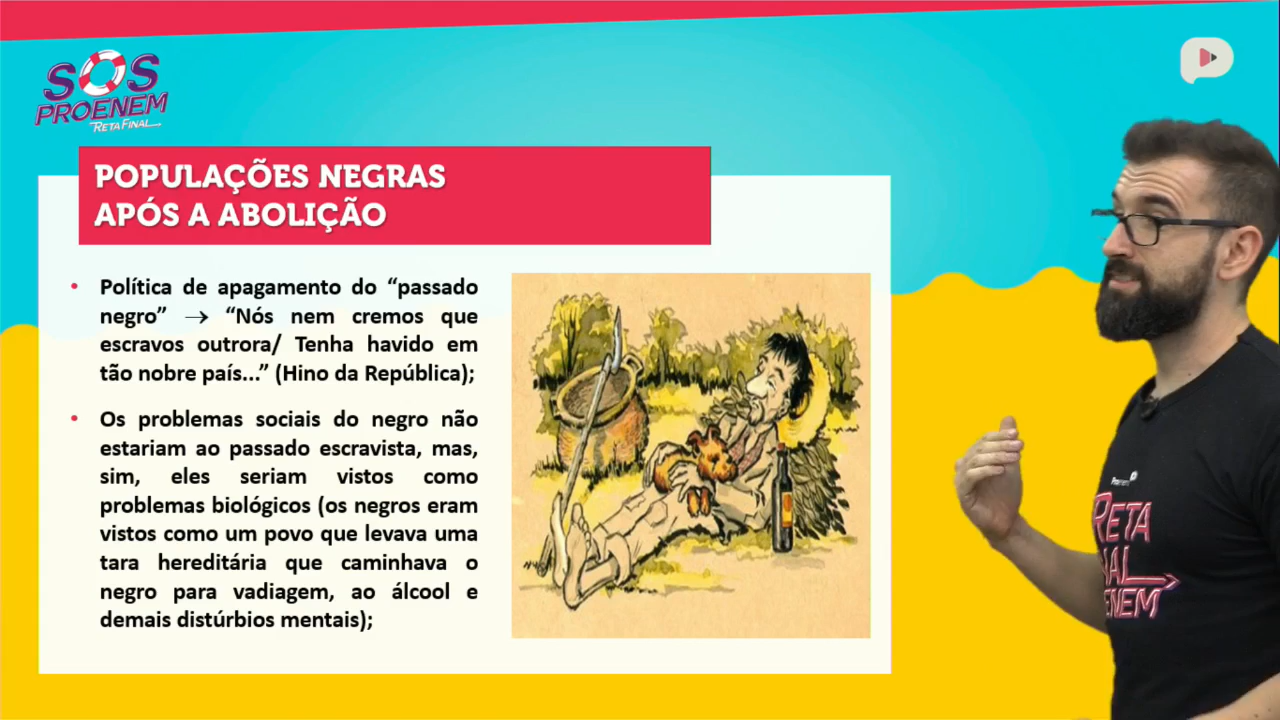 SOS
PROENEM
RETA FINAL
POPULAÇÕES NEGRAS
APÓS A ABOLIÇÃO
• Política de apagamento do “passado
negro” → “Nós nem cremos que
escravos outrora/ Tenha havido em
tão nobre país...” (Hino da República);
• Os problemas sociais do negro não
estariam ao passado escravista, mas,
sim, eles seriam vistos como
problemas biológicos (os negros eram
vistos como um povo que levava uma
tara hereditária que caminhava o
negro para vadiagem, ao álcool e
demais distúrbios mentais);
Proenem
RETA
NAL
ENEM